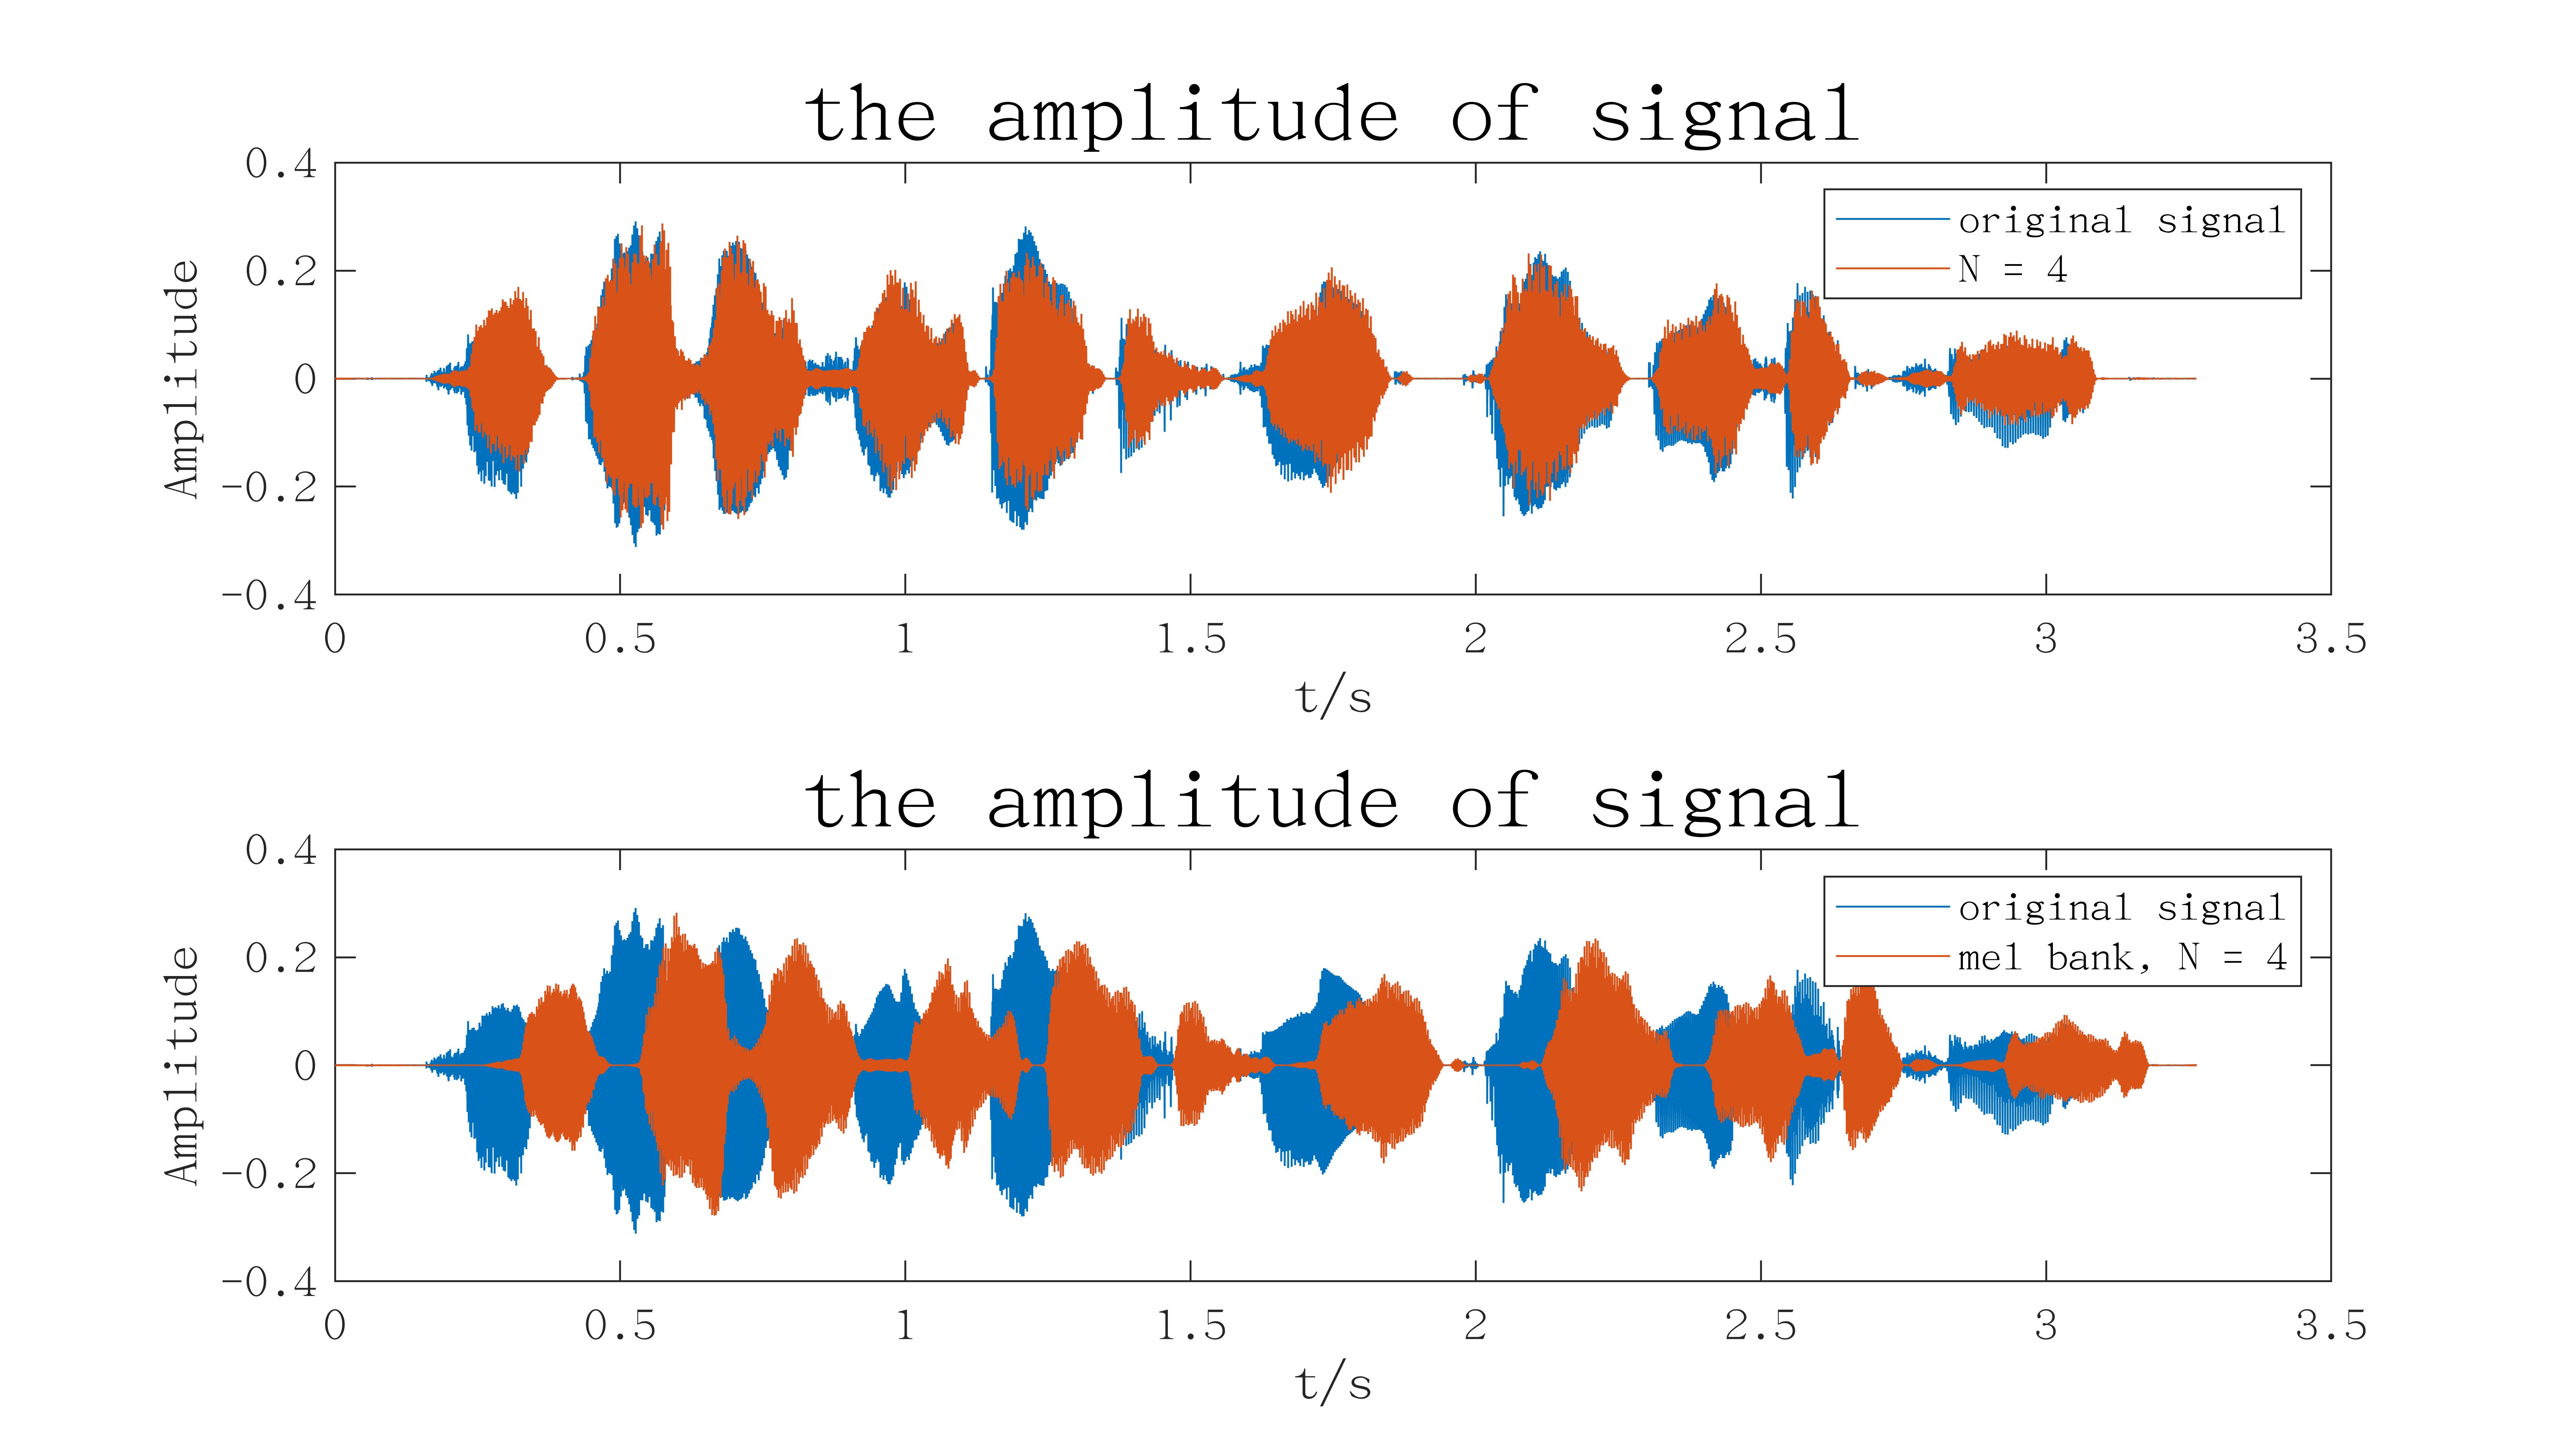 the amplitude of signal
0.4
0.2
0
-0.2
-0.4
Amplitude
original signal
N = 4
0 0.5 1 1.5 2 2.5 3 3.5
t/s
the amplitude of signal
0.4
0.2
0
-0.2
-0.4
Amplitude
original signal
mel bank, N = 4
0 0.5 1 1.5 2 2.5 3 3.5
t/s